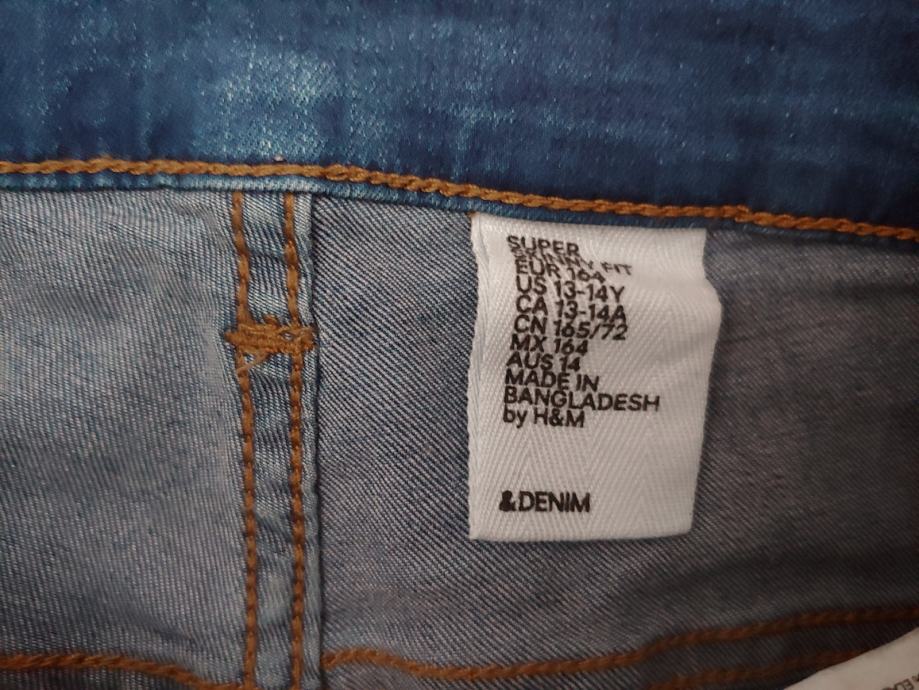 SUPER
SKINNY FIT
EUR 164
US 13-14Y
CA 13-14A
CN 165/72
MX 164
AUS 14
MADE IN
BANGLADESH
by H&M
&DENIM